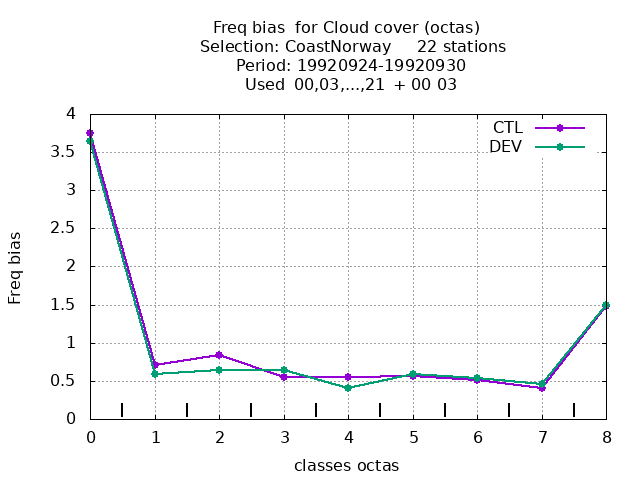 Freq bias  for Cloud cover (octas)
Selection: CoastNorway     22 stations
Period: 19920924-19920930
Used  00,03,...,21  + 00 03
CTL
DEV
4
3.5
3
2.5
2
1.5
1
0.5
0
Freq bias
0 1 2 3 4 5 6 7 8
classes octas